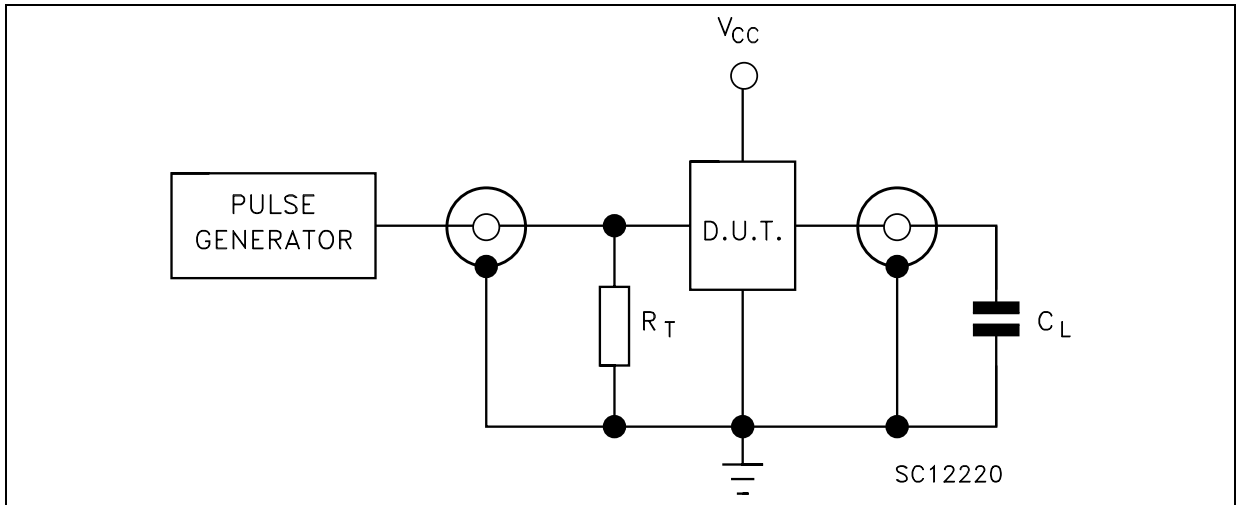 VCC
PULSE
GENERATOR
D.U.T.
RT
CL
SC12220